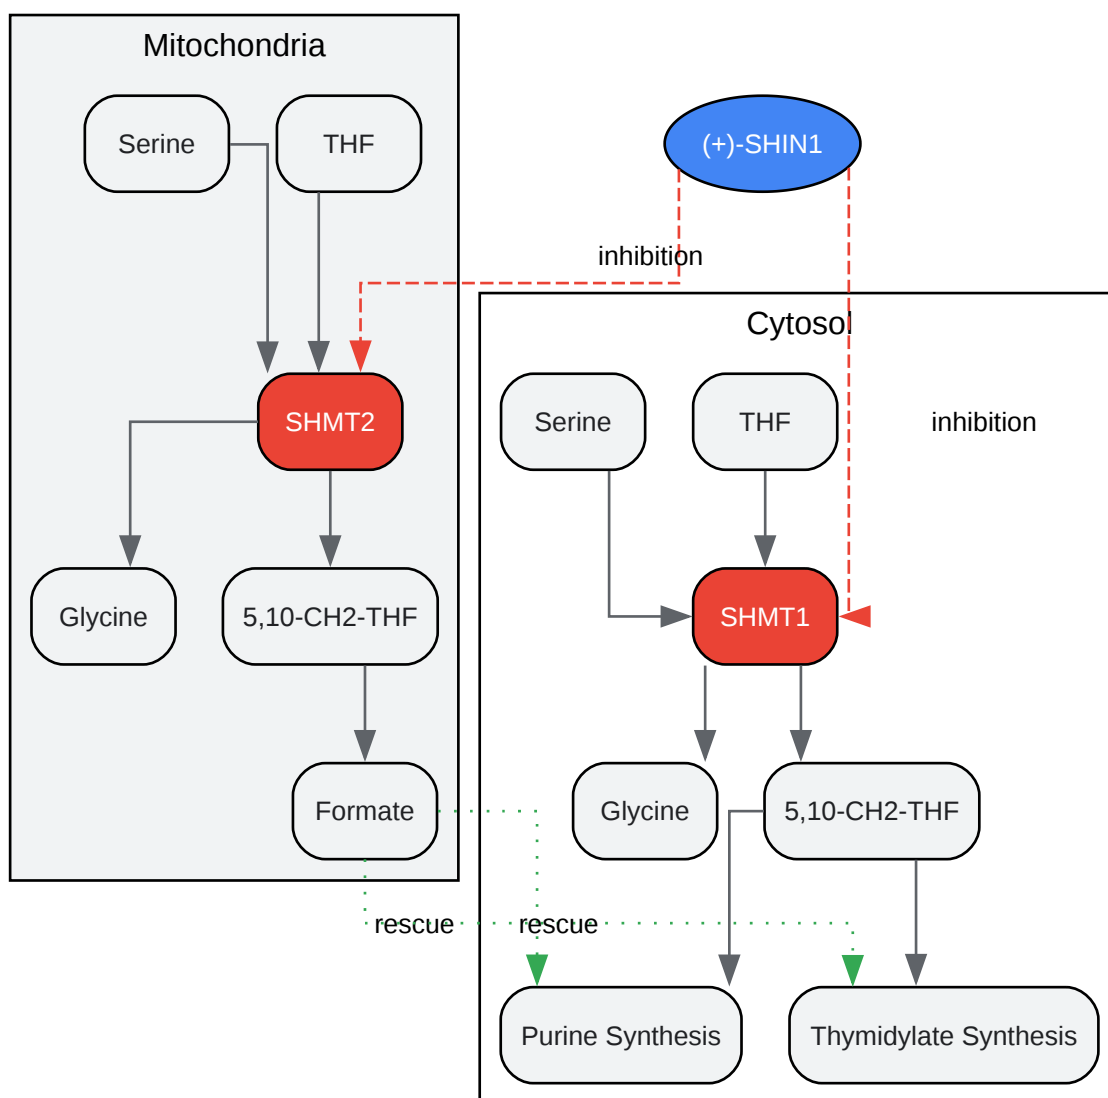 Mitochondria
Serine
THF
(+)-SHIN1
inhibition
Cytosol
SHMT2
Serine
THF
inhibition
Glycine
5,10-CH2-THF
SHMT1
Formate
Glycine
5,10-CH2-THF
rescue
rescue
Purine Synthesis
Thymidylate Synthesis